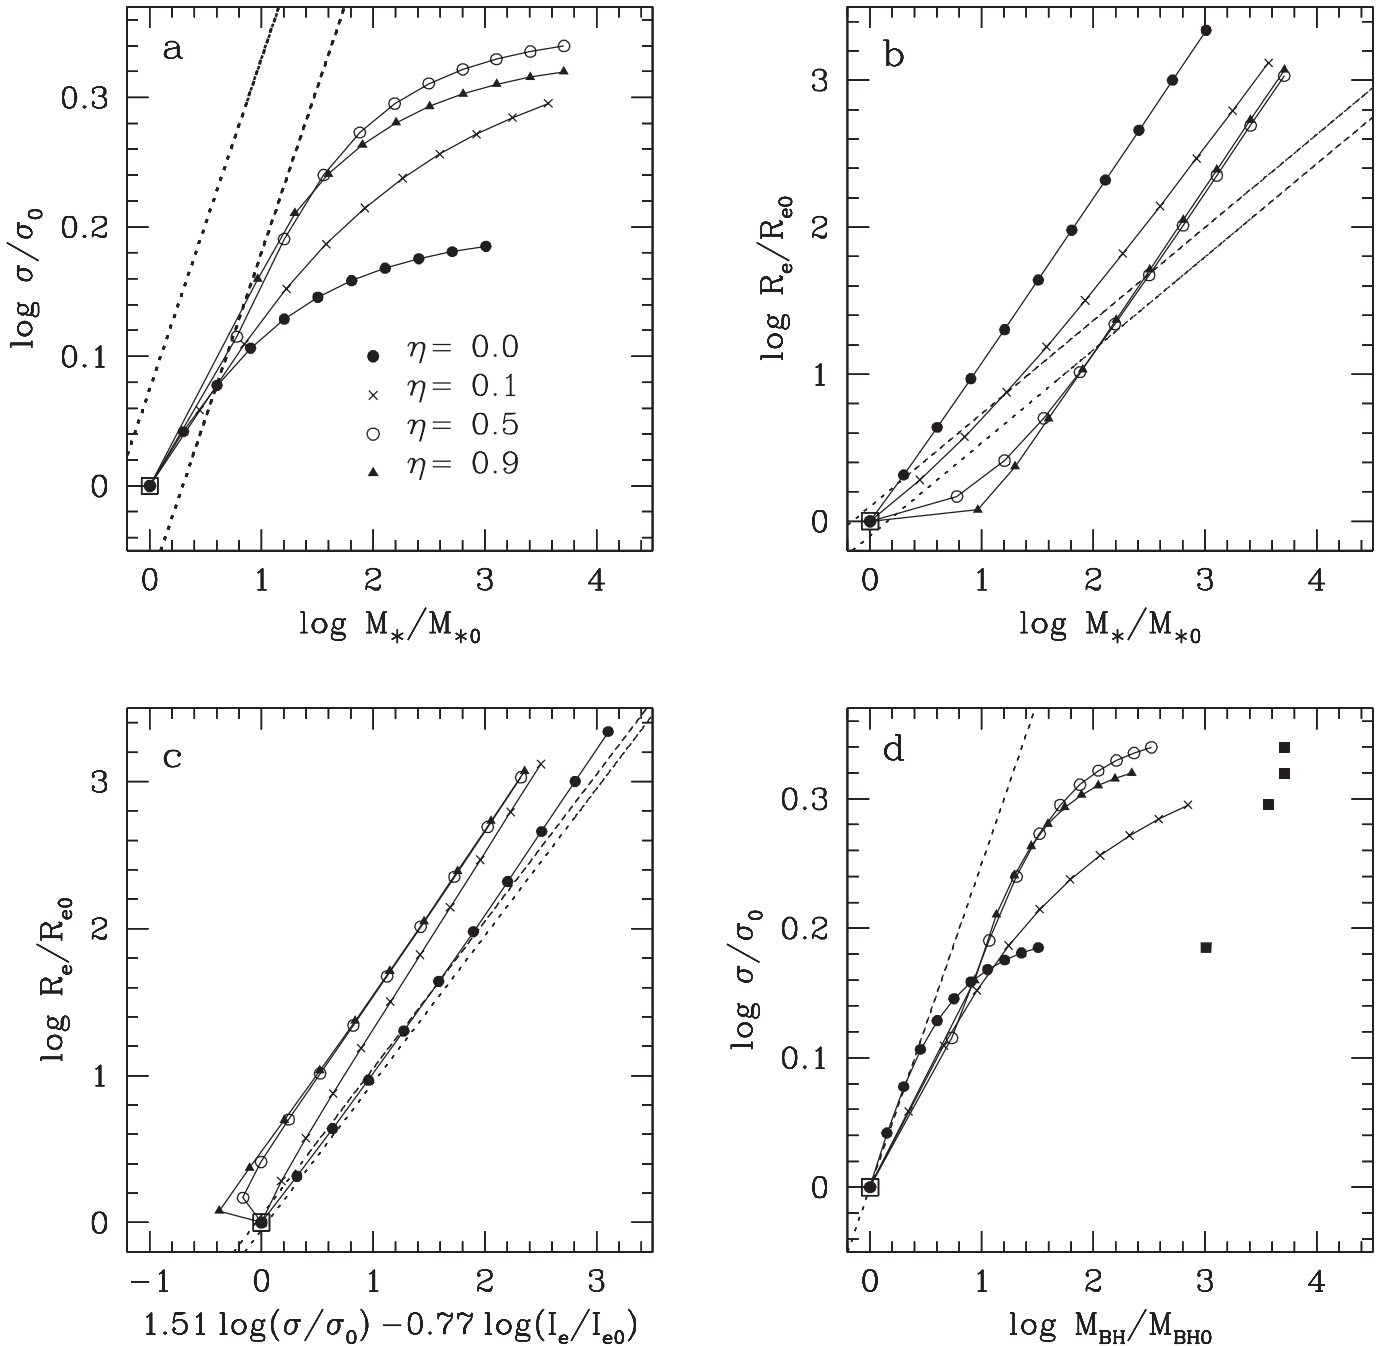 a
0.3
0.2
0.1
0
log σ/σ0
η= 0.0
η= 0.1
η= 0.5
η= 0.9
0 1 2 3 4
log M*/M*0
b
3
2
1
0
log Re/Re0
0 1 2 3 4
log M*/M*0
c
3
2
1
0
log Re/Re0
−1 0 1 2 3
1.51 log(σ/σ0) −0.77 log(Ie/Ie0)
d
0.3
0.2
0.1
0
log σ/σ0
0 1 2 3 4
log MBH/MBH0